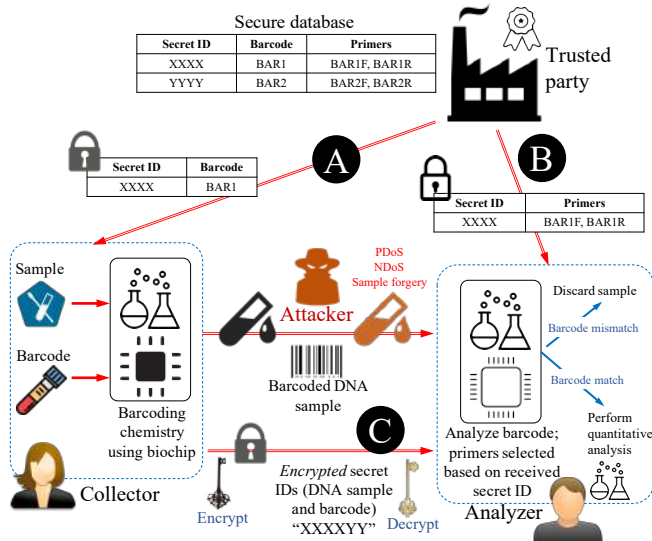 Secure database
Secret ID Barcode Primers
XXXX BAR1 BAR1F, BAR1R
YYYY BAR2 BAR2F, BAR2R
Trusted
party
A
B
Secret ID Barcode
XXXX BAR1
Secret ID Primers
XXXX BAR1F, BAR1R
Sample
Barcode
Barcoding
chemistry
using biochip
Collector
PDoS
NDoS
Sample forgery
Attacker
Barcoded DNA
sample
C
Encrypted secret
IDs (DNA sample
and barcode)
“XXXXYY”
Encrypt
Decrypt
Analyze barcode;
primers selected
based on received
secret ID
Analyzer
Discard sample
Barcode mismatch
Barcode match
Perform
quantitative
analysis